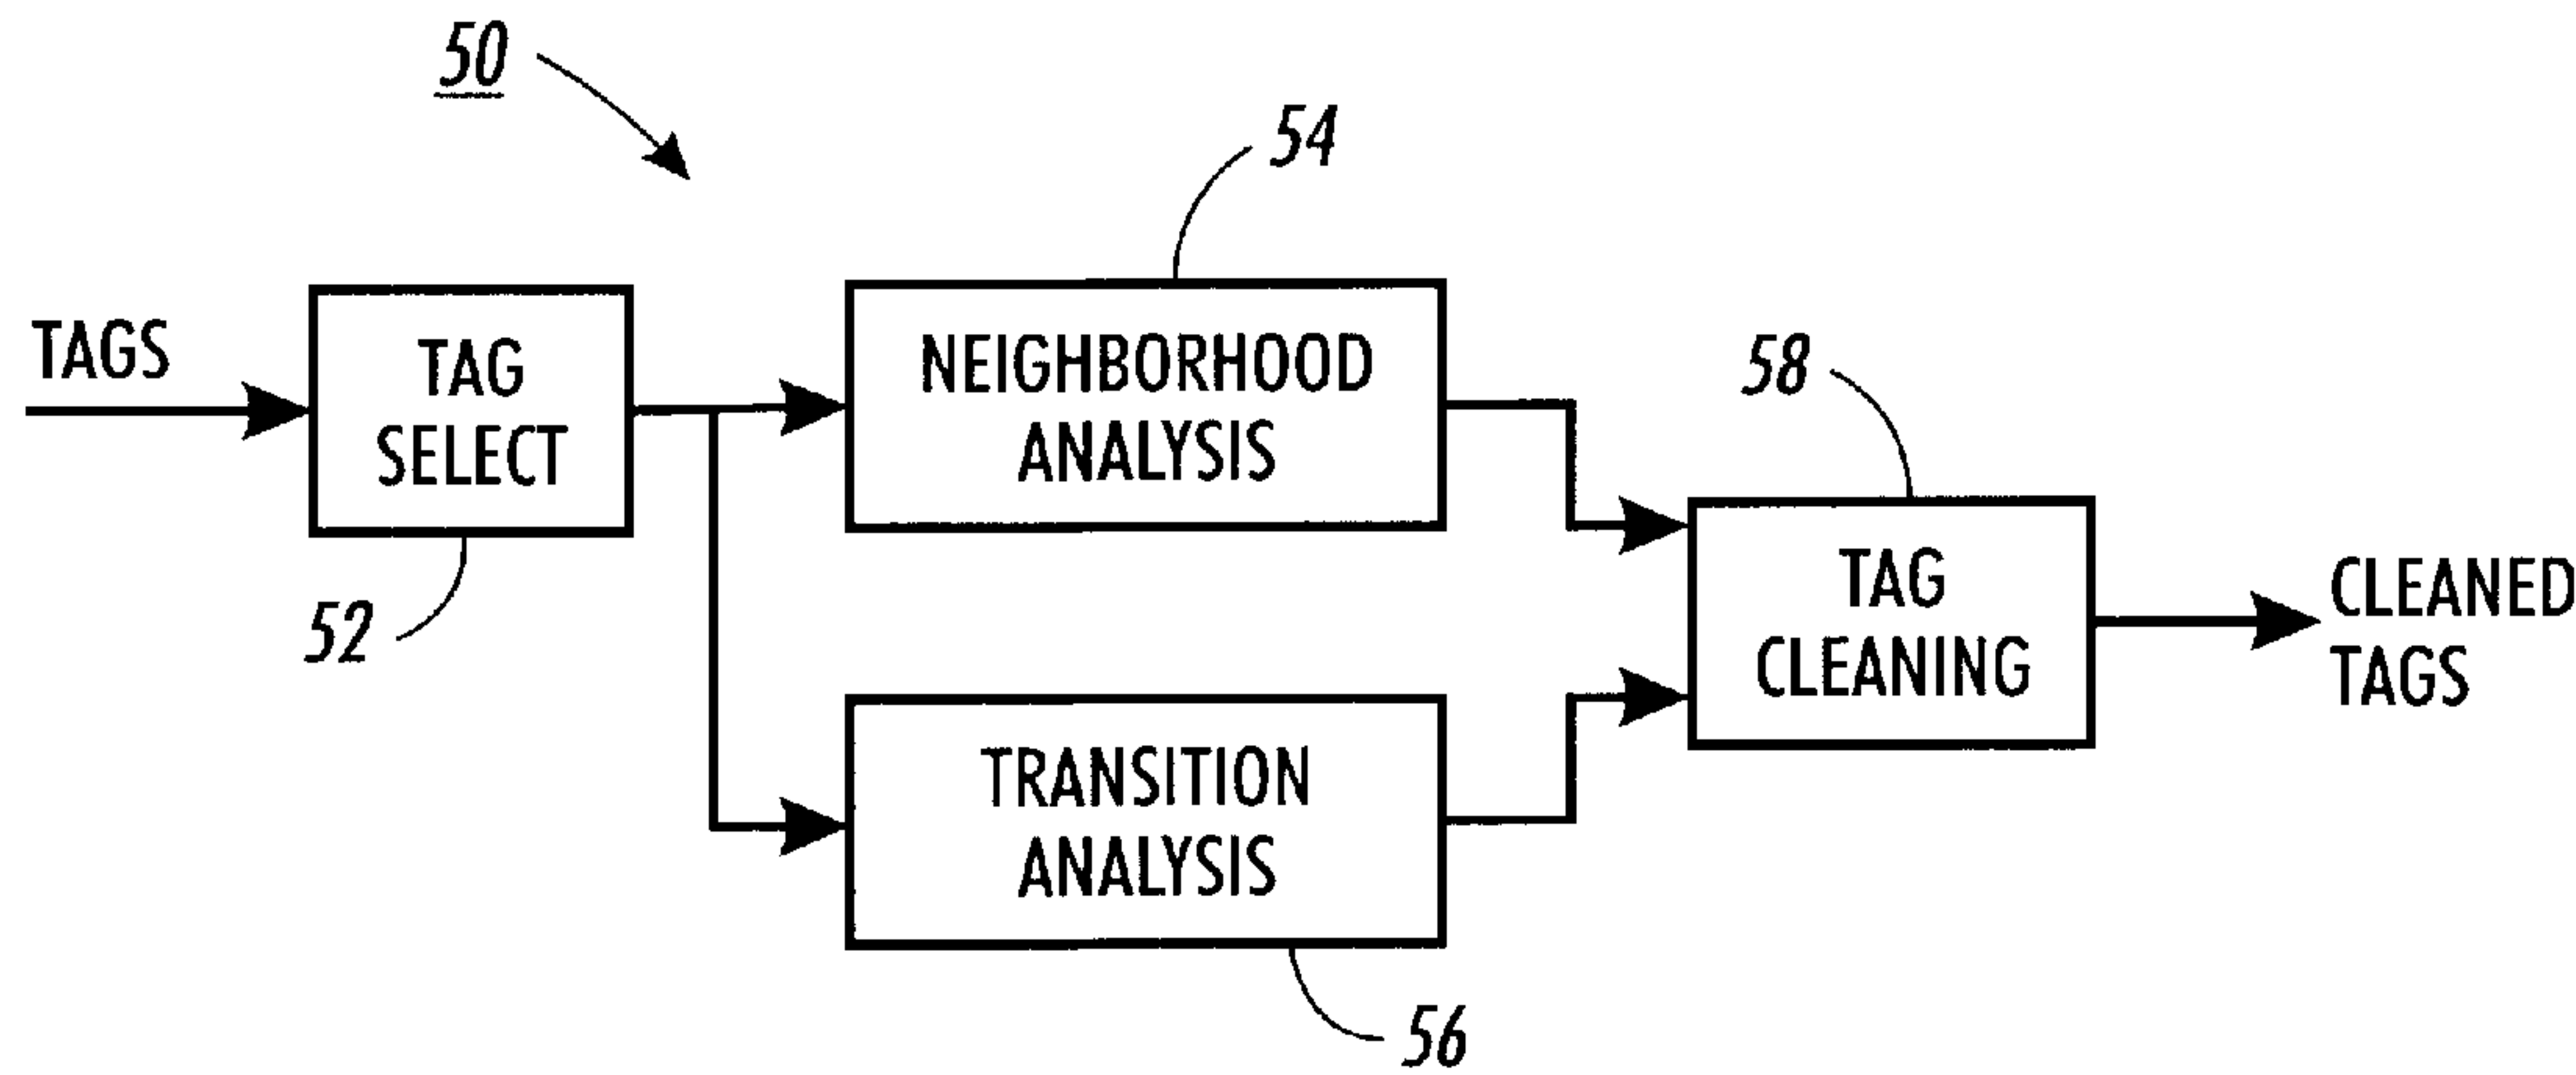 50
54
TAGS
TAG
SELECT
52
NEIGHBORHOOD
ANALYSIS
58
TAG
CLEANING
CLEANED
TAGS
TRANSITION
ANALYSIS
56